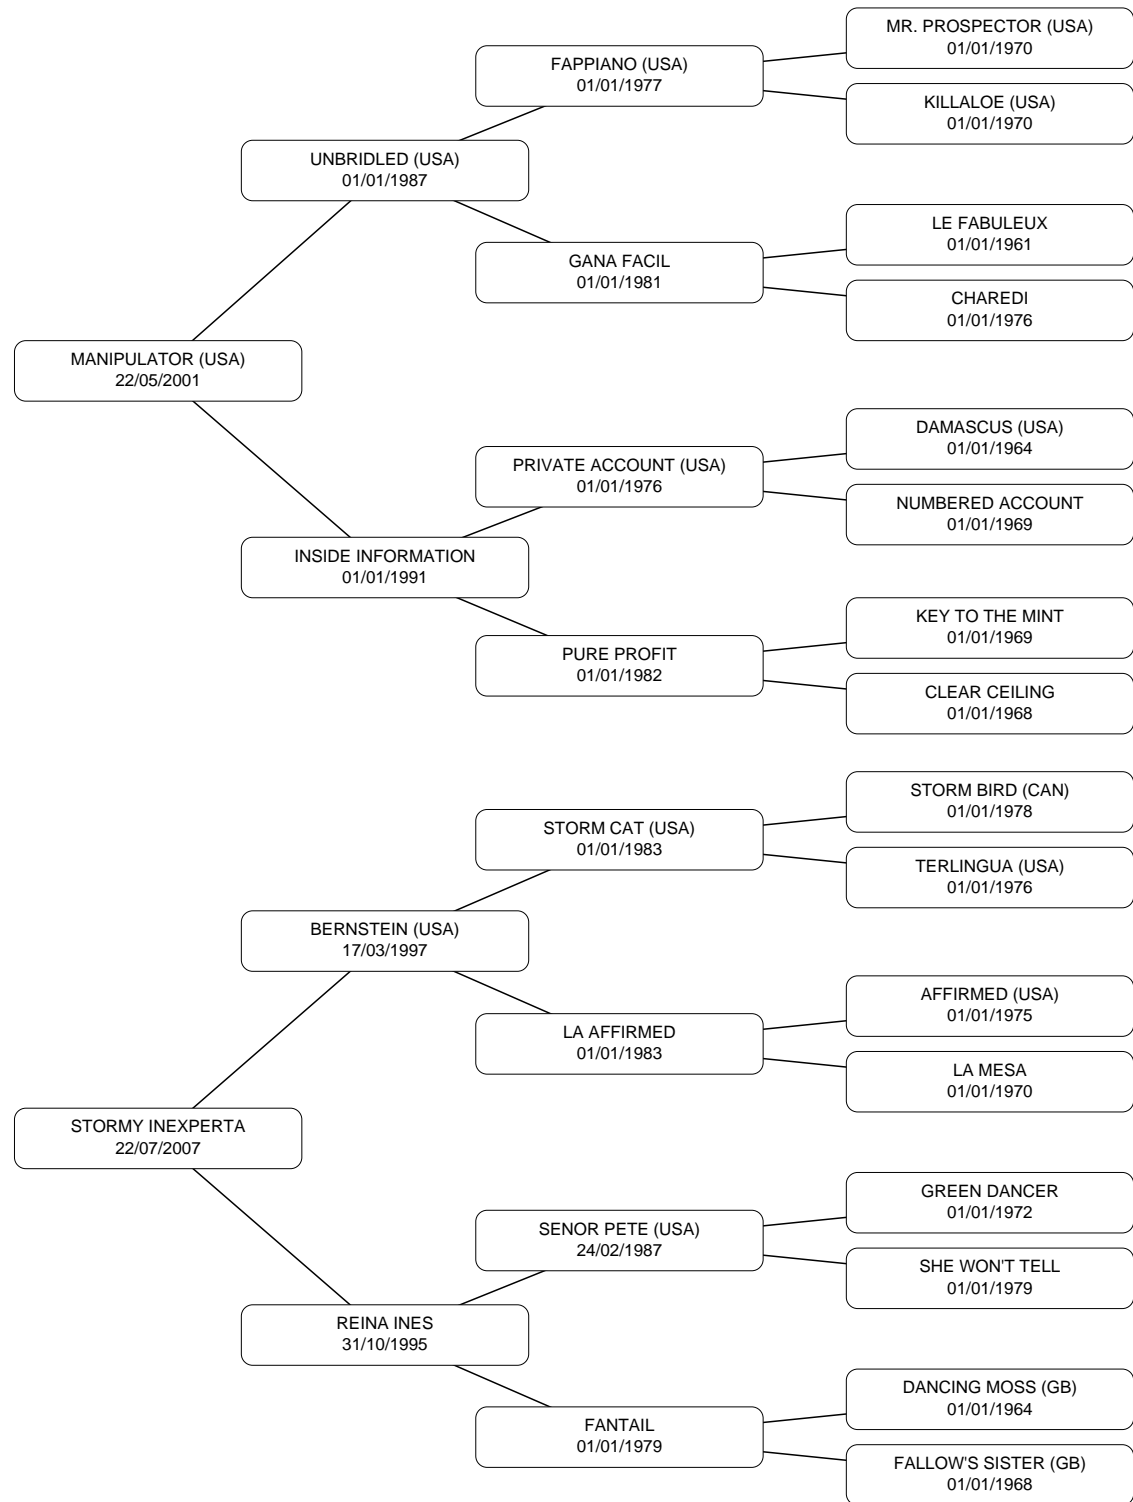 MR. PROSPECTOR (USA)
01/01/1970
FAPPIANO (USA)
01/01/1977
KILLALOE (USA)
01/01/1970
UNBRIDLED (USA)
01/01/1987
LE FABULEUX
01/01/1961
GANA FACIL
01/01/1981
CHAREDI
01/01/1976
MANIPULATOR (USA)
22/05/2001
DAMASCUS (USA)
01/01/1964
PRIVATE ACCOUNT (USA)
01/01/1976
NUMBERED ACCOUNT
01/01/1969
INSIDE INFORMATION
01/01/1991
KEY TO THE MINT
01/01/1969
PURE PROFIT
01/01/1982
CLEAR CEILING
01/01/1968
STORM BIRD (CAN)
01/01/1978
STORM CAT (USA)
01/01/1983
TERLINGUA (USA)
01/01/1976
BERNSTEIN (USA)
17/03/1997
AFFIRMED (USA)
01/01/1975
LA AFFIRMED
01/01/1983
LA MESA
01/01/1970
STORMY INEXPERTA
22/07/2007
GREEN DANCER
01/01/1972
SENOR PETE (USA)
24/02/1987
SHE WON'T TELL
01/01/1979
REINA INES
31/10/1995
DANCING MOSS (GB)
01/01/1964
FANTAIL
01/01/1979
FALLOW'S SISTER (GB)
01/01/1968